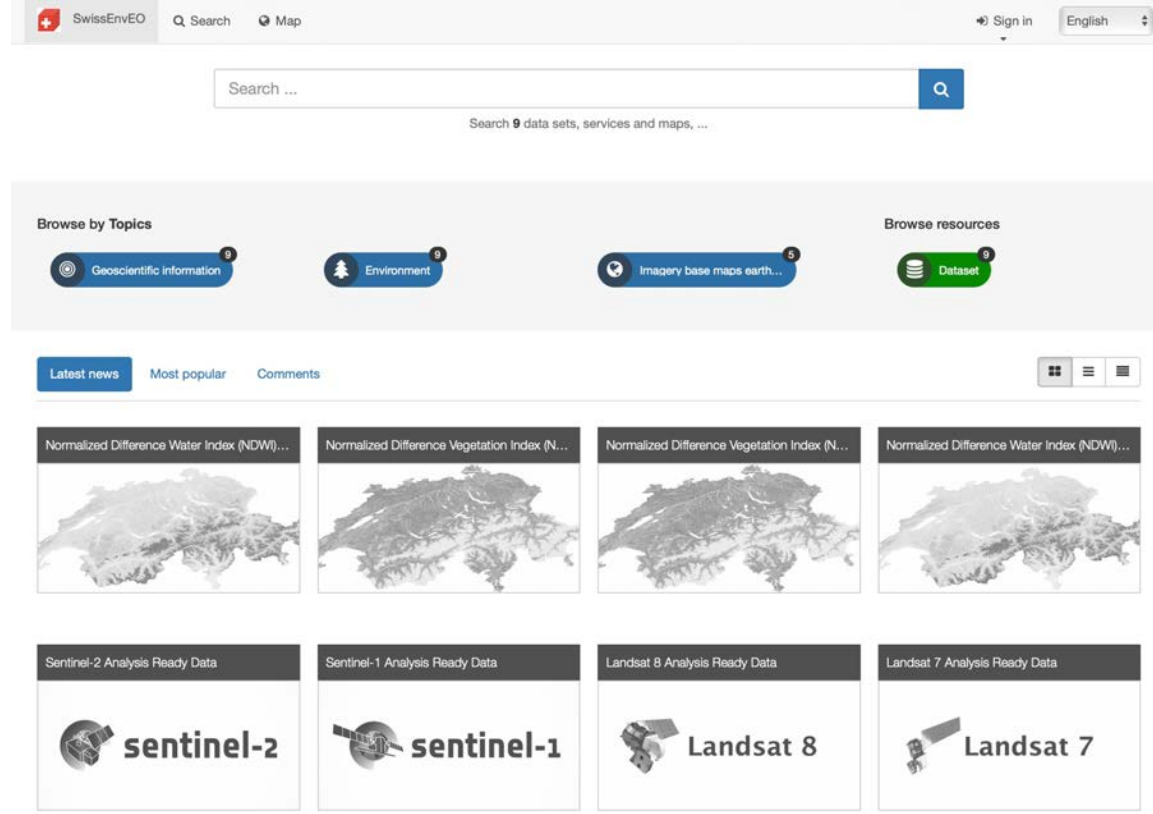 SwissEnvEO Search Map Sign in English
Search ...
Search 9 data sets, services and maps, ...
Browse by Topics Browse resources
9 9 5 9
Geoscientific information Environment Imagery base maps earth... Dataset
Latest news Most popular Comments
Normalized Difference Water Index (NDWI)... Normalized Difference Vegetation Index (N... Normalized Difference Vegetation Index (N... Normalized Difference Water Index (NDWI)...
Sentinel-2 Analysis Ready Data Sentinel-1 Analysis Ready Data Landsat 8 Analysis Ready Data Landsat 7 Analysis Ready Data
sentinel-2 sentinel-1 Landsat 8 Landsat 7